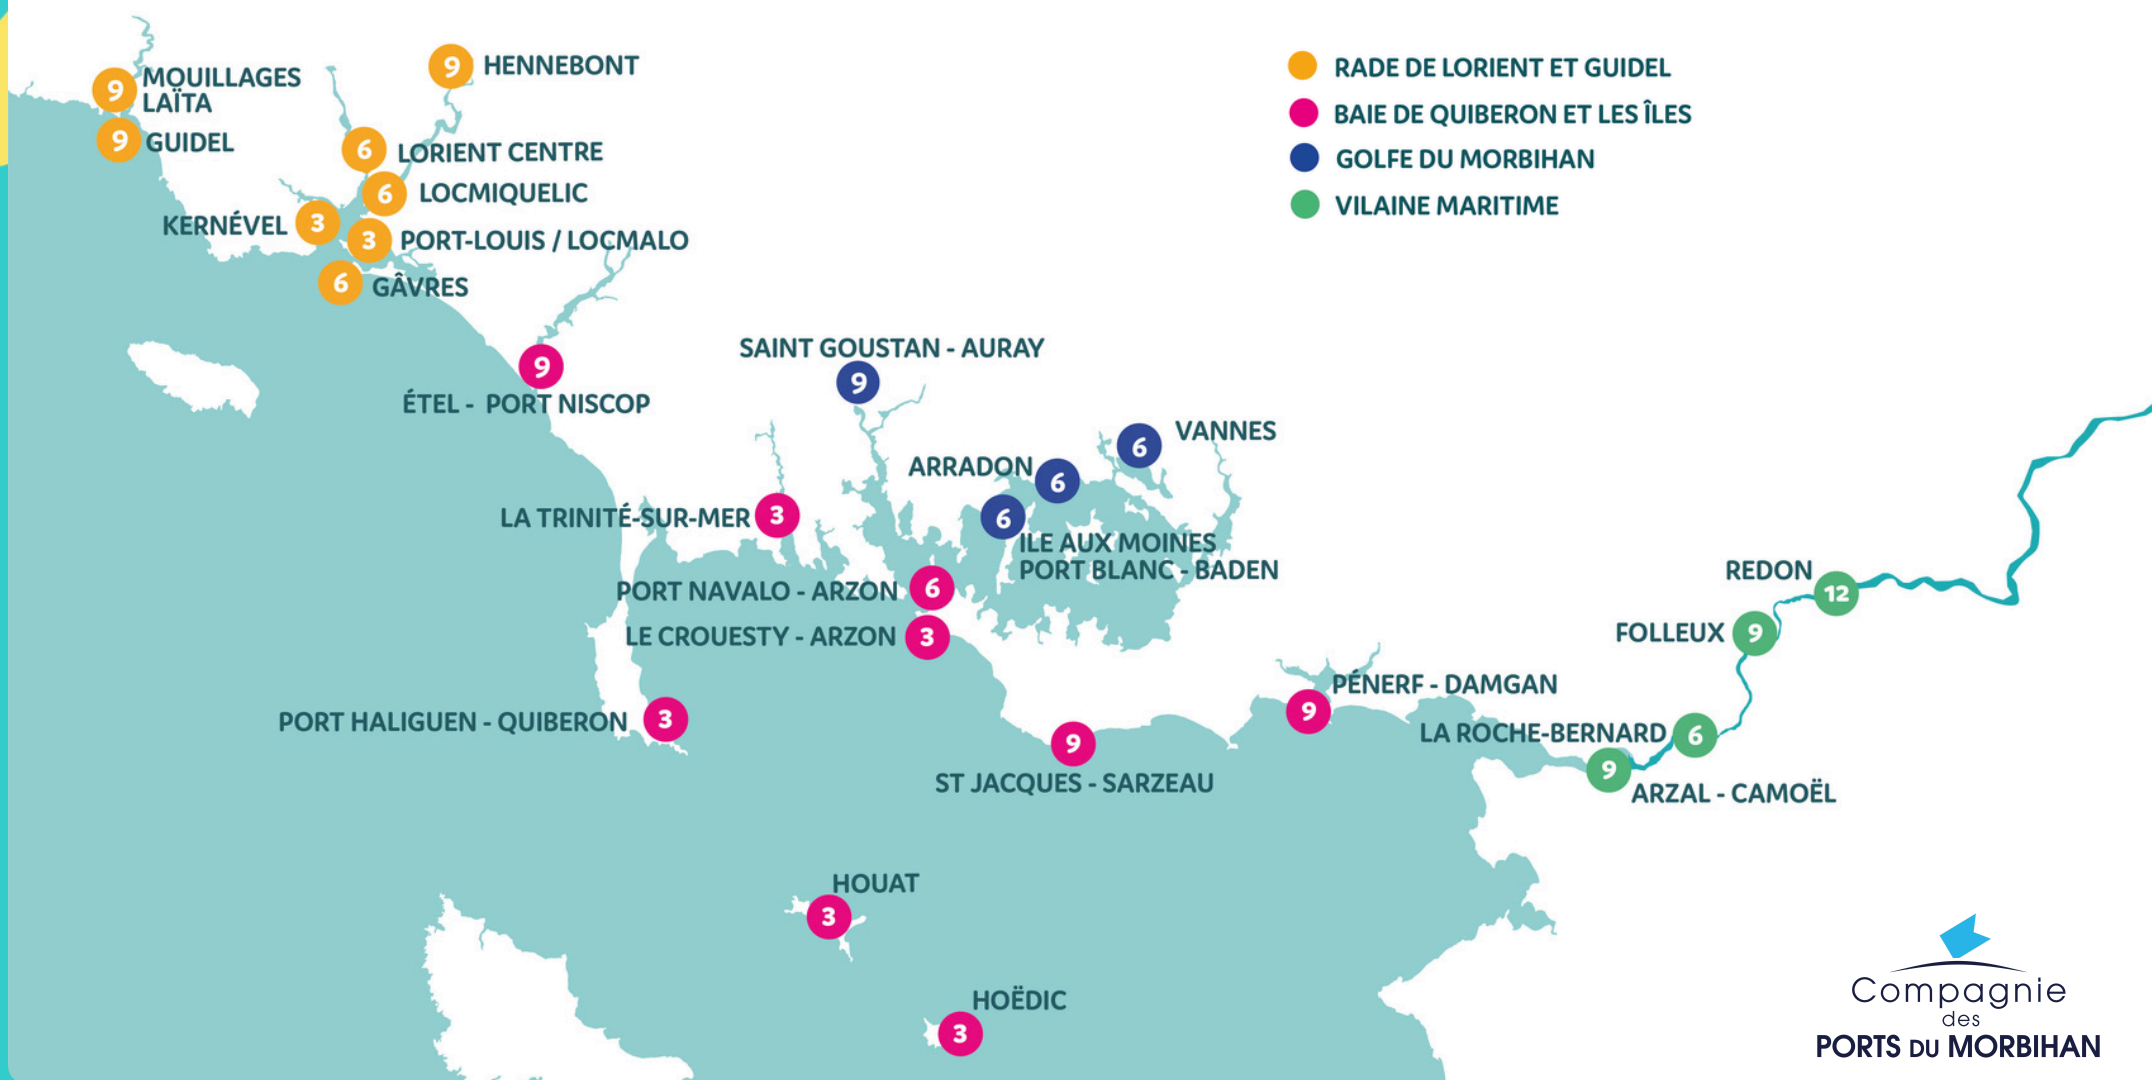 9 MOUILLAGES
LAÏTA
9 GUIDEL
9 HENNEBONT
6 LORIENT CENTRE
6 LOCMIQUELIC
KERNÉVEL 3
3 PORT-LOUIS / LOCMALO
6 GÂVRES
RADE DE LORIENT ET GUIDEL
BAIE DE QUIBERON ET LES ÎLES
GOLFE DU MORBIHAN
VILAINE MARITIME
9
ÉTEL - PORT NISCOP
SAINT GOUSTAN - AURAY
9
6 VANNES
ARRADON 6
6
ILE AUX MOINES
PORT BLANC - BADEN
LA TRINITÉ-SUR-MER 3
PORT NAVALO - ARZON 6
LE CROUESTY - ARZON 3
PORT HALIGUEN - QUIBERON 3
9
ST JACQUES - SARZEAU
PÉNERF - DAMGAN
9
REDON
12
FOLLEUX 9
LA ROCHE-BERNARD 6
9
ARZAL - CAMOËL
HOUAT
3
HOËDIC
3
Compagnie
des
PORTS DU MORBIHAN